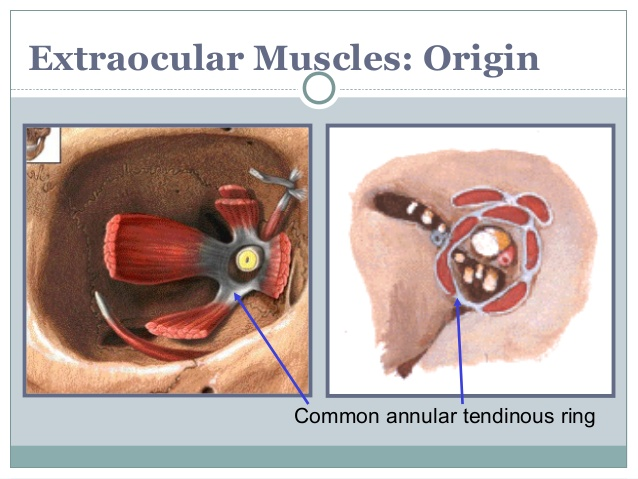 Extraocular Muscles: Origin
Common annular tendinous ring